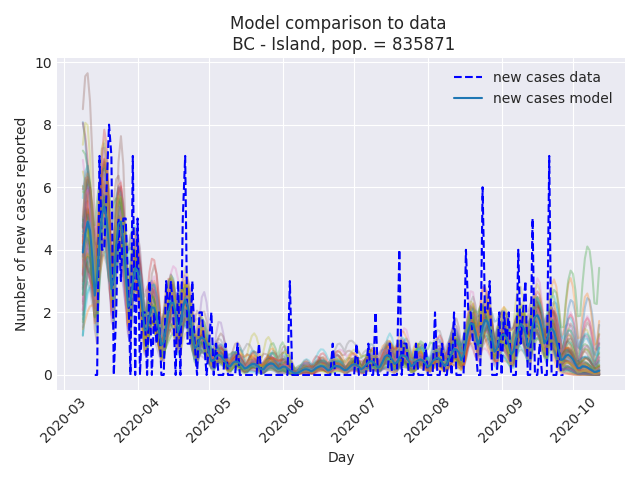 Model comparison to data
BC - Island, pop. = 835871
new cases data
new cases model
Number of new cases reported
10
8
6
4
2
0
2020-03
2020-04
2020-05
2020-06
2020-07
2020-08
2020-09
2020-10
Day